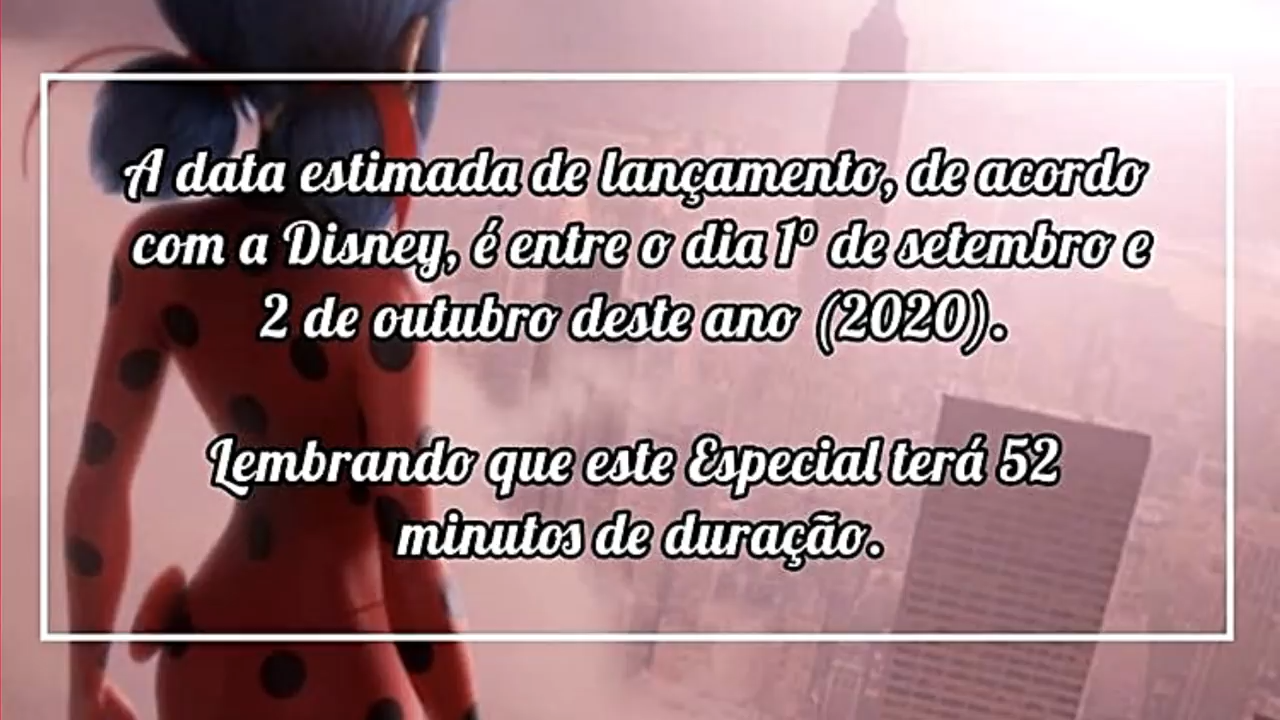 A data estimada de lançamento, de acordo
com a Disney, é entre o dia 1º de setembro e
2 de outubro deste ano (2020).
Lembrando que este Especial terá 52
minutos de duração.